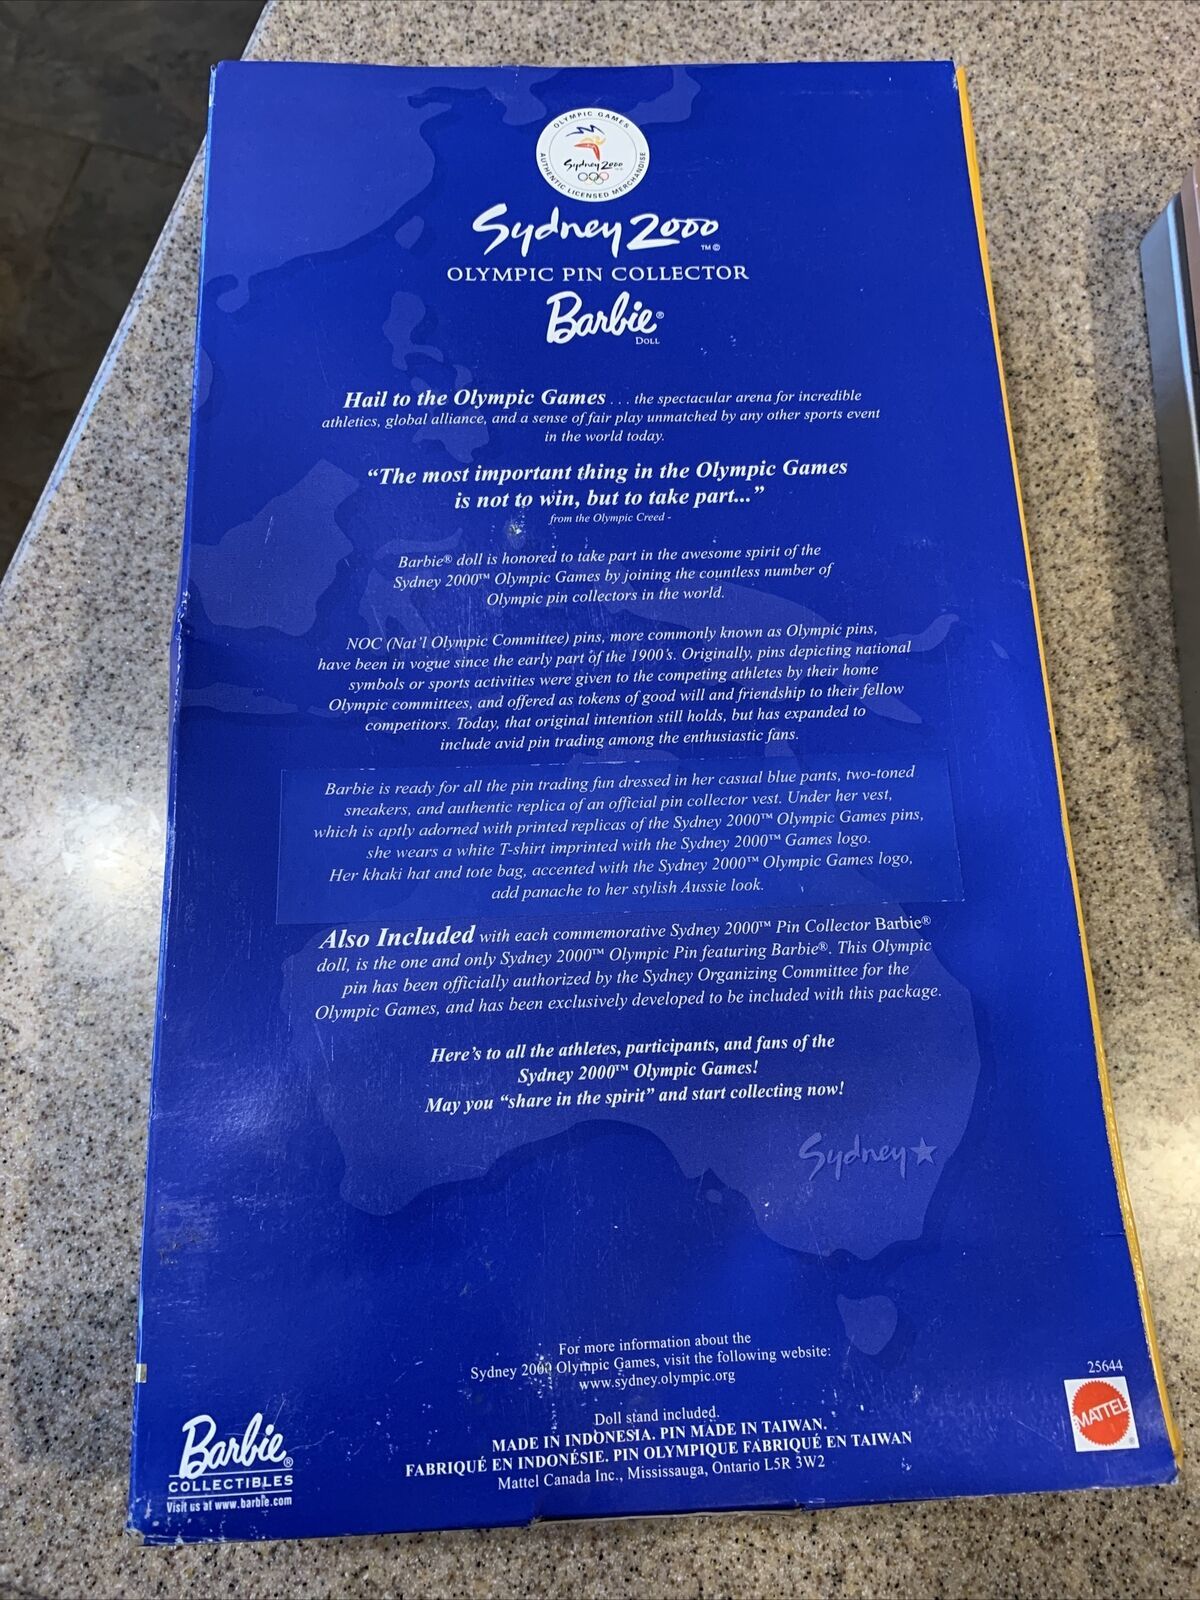 OLYMPIC GAMES
Sydney 2000
AUTHENTIC LICENSED MERCHANDISE
Sydney 2000
TM ©
OLYMPIC PIN COLLECTOR
Barbie®
DOLL
Hail to the Olympic Games . . . the spectacular arena for incredible
athletics, global alliance, and a sense of fair play unmatched by any other sports event
in the world today.
“The most important thing in the Olympic Games
is not to win, but to take part...”
from the Olympic Creed -
Barbie® doll is honored to take part in the awesome spirit of the
Sydney 2000™ Olympic Games by joining the countless number of
Olympic pin collectors in the world.
NOC (Nat'l Olympic Committee) pins, more commonly known as Olympic pins,
have been in vogue since the early part of the 1900's. Originally, pins depicting national
symbols or sports activities were given to the competing athletes by their home
Olympic committees, and offered as tokens of good will and friendship to their fellow
competitors. Today, that original intention still holds, but has expanded to
include avid pin trading among the enthusiastic fans.
Barbie is ready for all the pin trading fun dressed in her casual blue pants, two-toned
sneakers, and authentic replica of an official pin collector vest. Under her vest,
which is aptly adorned with printed replicas of the Sydney 2000™ Olympic Games pins,
she wears a white T-shirt imprinted with the Sydney 2000™ Games logo.
Her khaki hat and tote bag, accented with the Sydney 2000™ Olympic Games logo,
add panache to her stylish Aussie look.
Also Included with each commemorative Sydney 2000™ Pin Collector Barbie®
doll, is the one and only Sydney 2000™ Olympic Pin featuring Barbie®. This Olympic
pin has been officially authorized by the Sydney Organizing Committee for the
Olympic Games, and has been exclusively developed to be included with this package.
Here's to all the athletes, participants, and fans of the
Sydney 2000™ Olympic Games!
May you “share in the spirit” and start collecting now!
Sydney★
For more information about the
Sydney 2000 Olympic Games, visit the following website:
www.sydney.olympic.org
Doll stand included.
MADE IN INDONESIA. PIN MADE IN TAIWAN.
FABRIQUÉ EN INDONÉSIE. PIN OLYMPIQUE FABRIQUÉ EN TAIWAN
Mattel Canada Inc., Mississauga, Ontario L5R 3W2
Barbie®
COLLECTIBLES
Visit us at www.barbie.com
25644
MATTEL
®